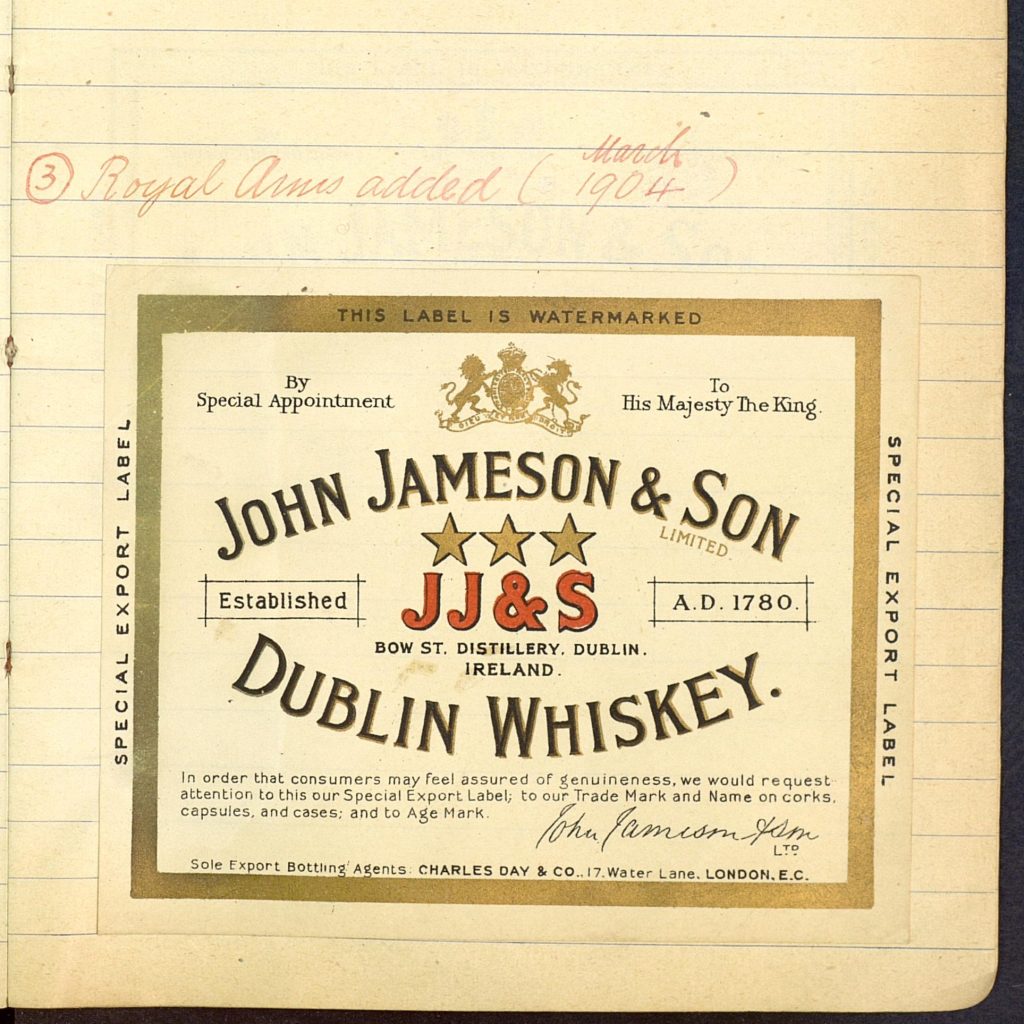 March
③ Royal Arms added ( 1904 )
THIS LABEL IS WATERMARKED
By
Special Appointment
To
His Majesty The King.
DIEU ET MON DROIT
JOHN JAMESON & SON
LIMITED
JJ&S
Established
A.D. 1780.
BOW ST. DISTILLERY. DUBLIN.
IRELAND.
DUBLIN WHISKEY.
In order that consumers may feel assured of genuineness, we would request
attention to this our Special Export Label; to our Trade Mark and Name on corks,
capsules, and cases; and to Age Mark.
John Jameson & Son
LTD
Sole Export Bottling Agents: CHARLES DAY & CO., 17, Water Lane, LONDON, E.C.
SPECIAL EXPORT LABEL
SPECIAL EXPORT LABEL